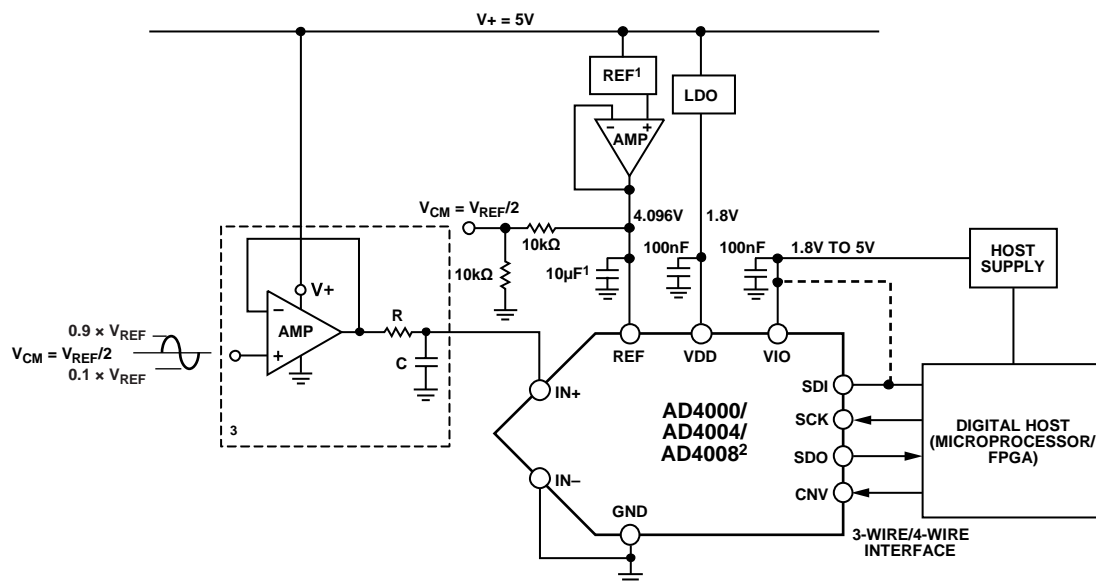 V+ = 5V
REF1
LDO
AMP
− +
VCM = VREF/2
10kΩ
10kΩ
4.096V
1.8V
100nF
100nF
10µF1
1.8V TO 5V
HOST
SUPPLY
V+
−
AMP
+
R
C
3
0.9 × VREF
VCM = VREF/2
0.1 × VREF
REF
VDD
VIO
IN+
IN−
GND
AD4000/
AD4004/
AD40082
SDI
SCK
SDO
CNV
DIGITAL HOST
(MICROPROCESSOR/
FPGA)
3-WIRE/4-WIRE
INTERFACE